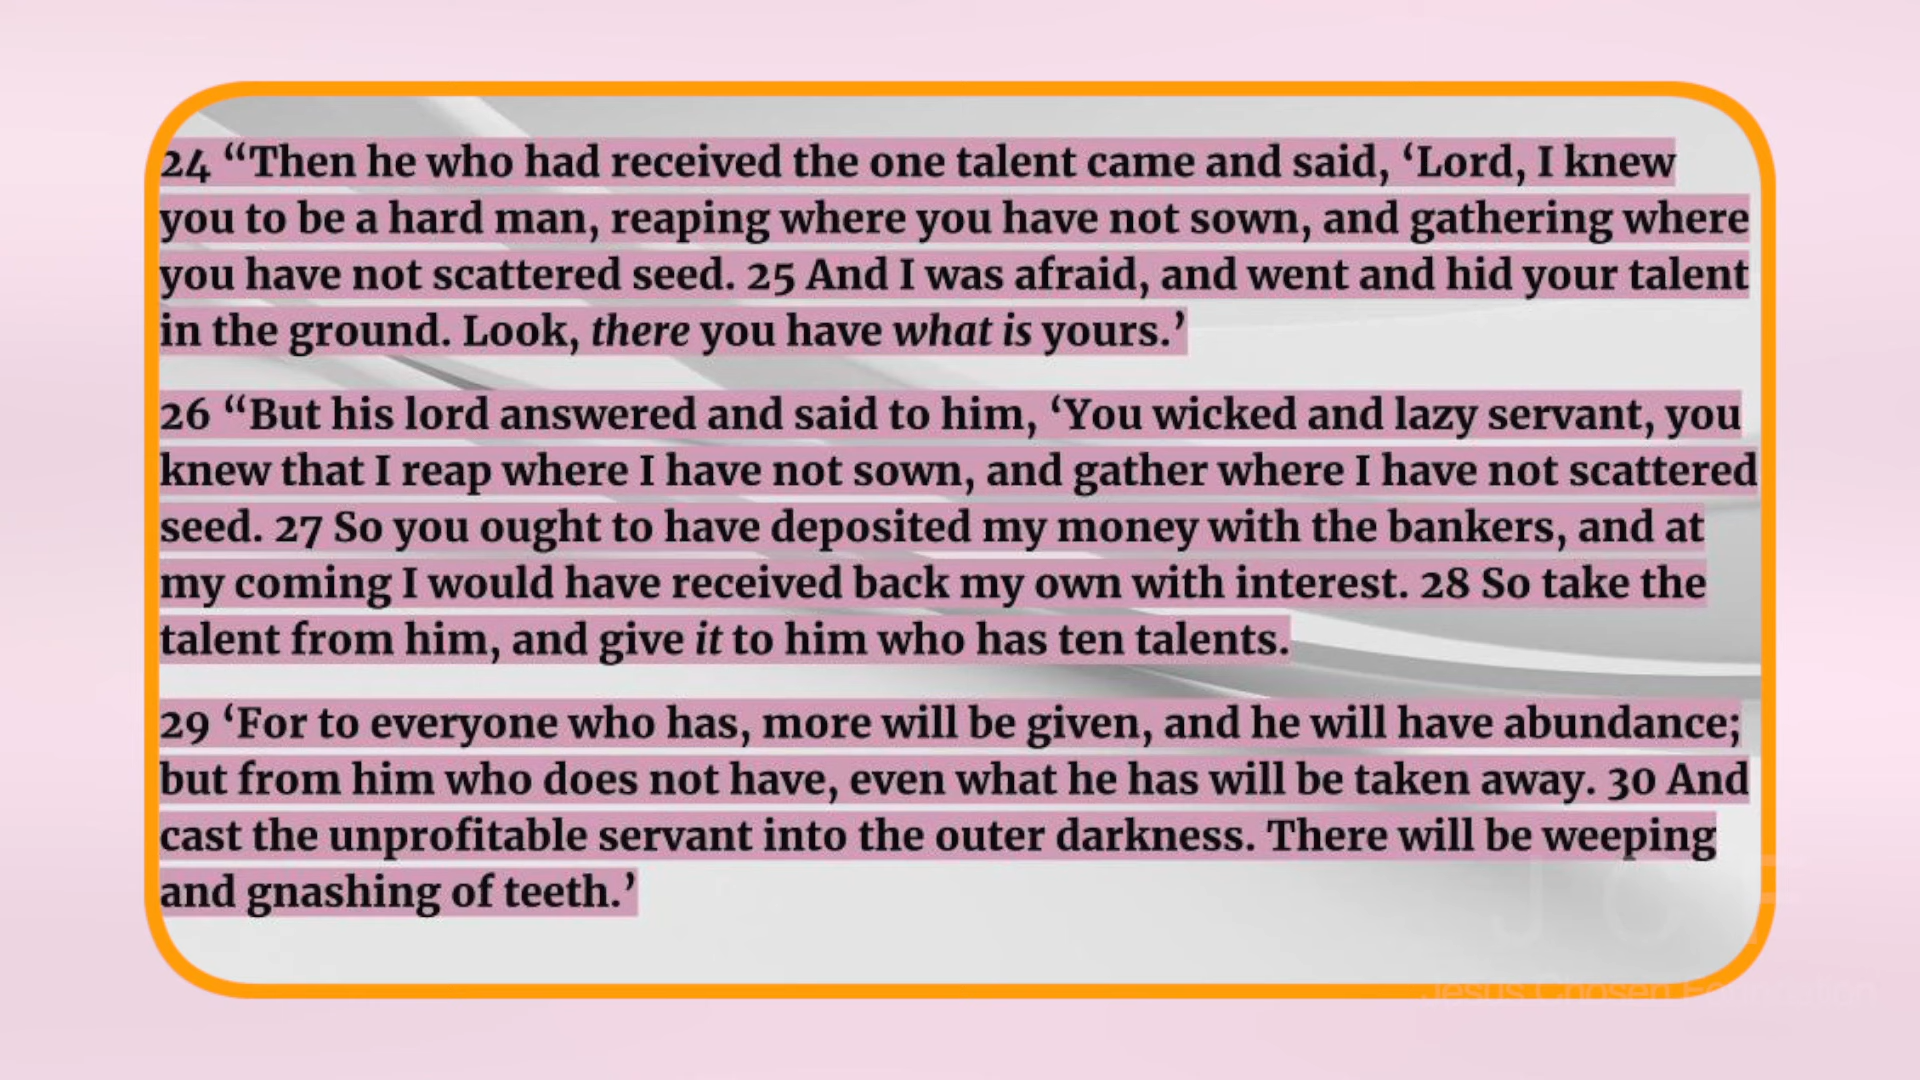 24 “Then he who had received the one talent came and said, ‘Lord, I knew
you to be a hard man, reaping where you have not sown, and gathering where
you have not scattered seed. 25 And I was afraid, and went and hid your talent
in the ground. Look, there you have what is yours.’
26 “But his lord answered and said to him, ‘You wicked and lazy servant, you
knew that I reap where I have not sown, and gather where I have not scattered
seed. 27 So you ought to have deposited my money with the bankers, and at
my coming I would have received back my own with interest. 28 So take the
talent from him, and give it to him who has ten talents.
29 ‘For to everyone who has, more will be given, and he will have abundance;
but from him who does not have, even what he has will be taken away. 30 And
cast the unprofitable servant into the outer darkness. There will be weeping
and gnashing of teeth.’
J C F
Jesus Chosen Foundation